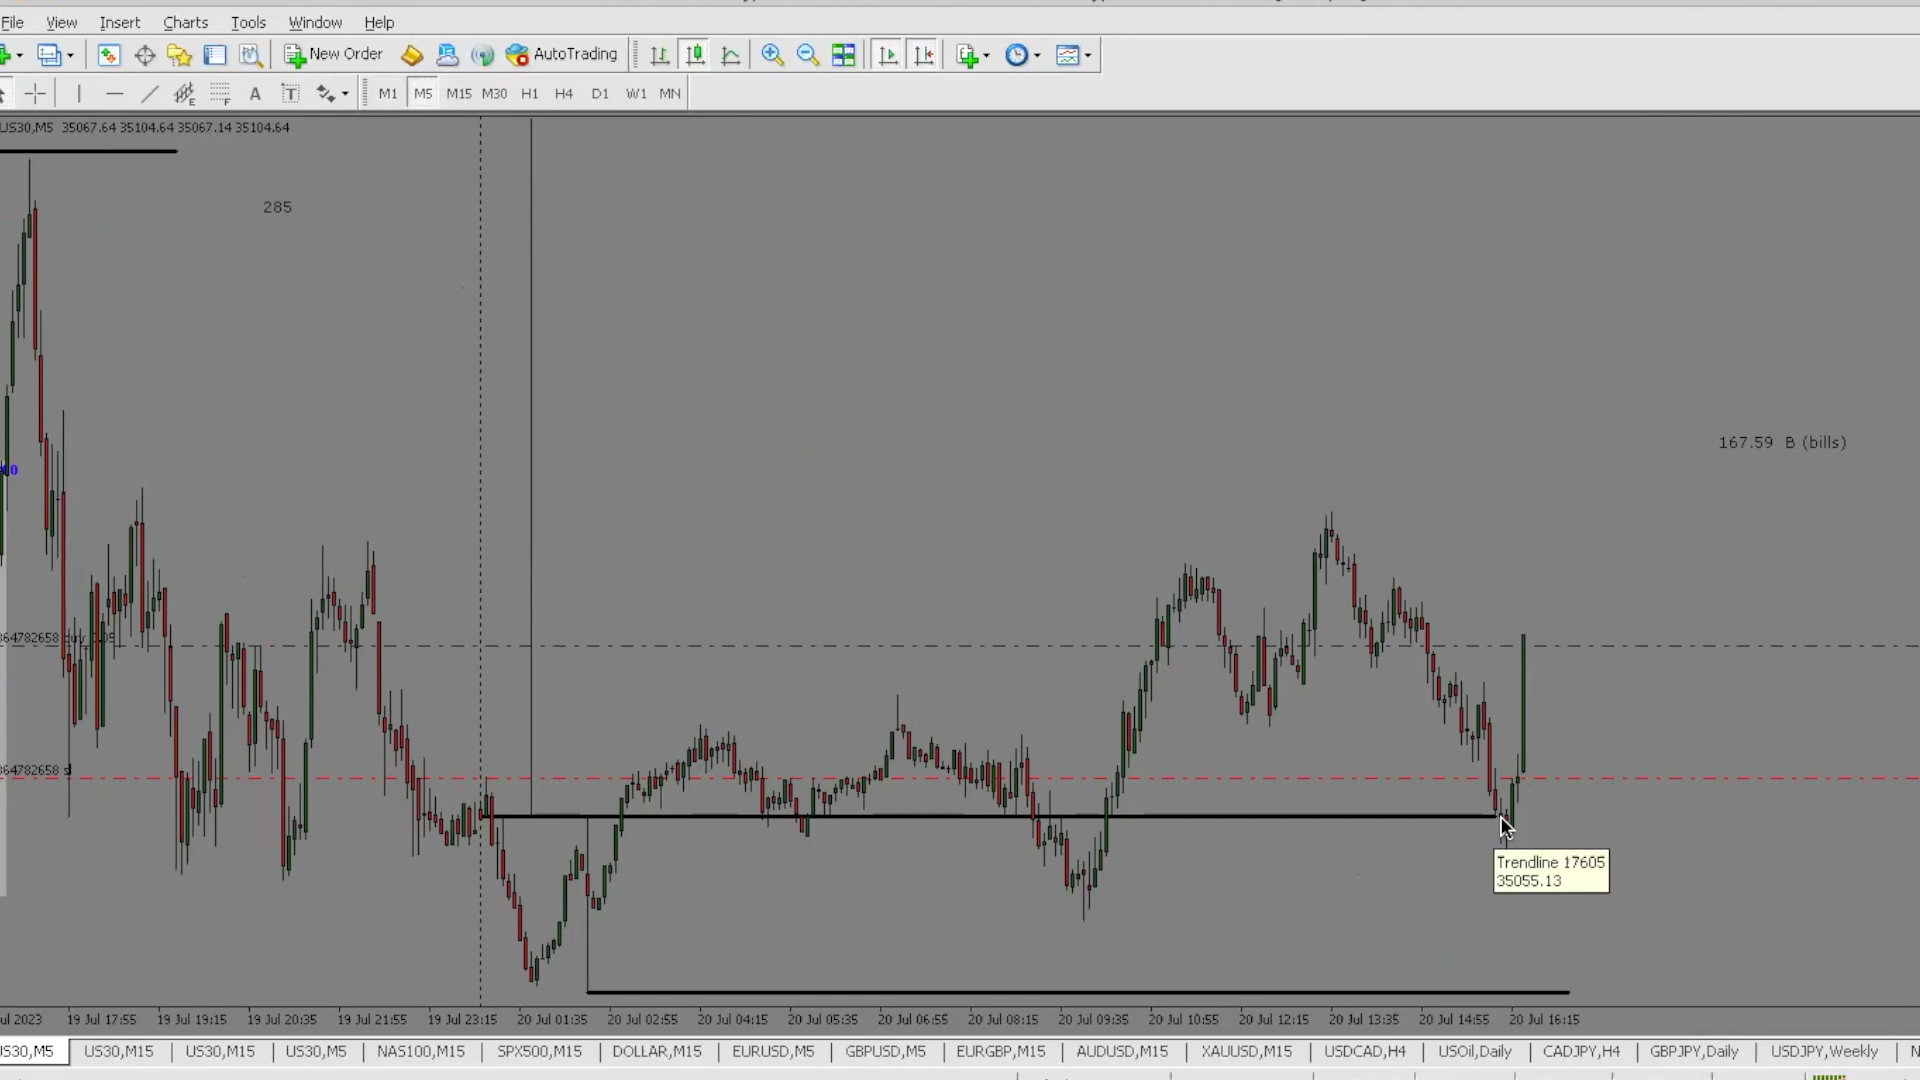 File View Insert Charts Tools Window Help
New Order AutoTrading
A T M1 M5 M15 M30 H1 H4 D1 W1 MN
US30,M5 35067.64 35104.64 35067.14 35104.64
285
167.59 B (bills)
Trendline 17605
35055.13
19 Jul 17:55 19 Jul 19:15 19 Jul 20:35 19 Jul 21:55 19 Jul 23:15 20 Jul 01:35 20 Jul 02:55 20 Jul 04:15 20 Jul 05:35 20 Jul 06:55 20 Jul 08:15 20 Jul 09:35 20 Jul 10:55 20 Jul 12:15 20 Jul 13:35 20 Jul 14:55 20 Jul 16:15
US30,M5 US30,M15 US30,M15 US30,M5 NAS100,M15 SPX500,M15 DOLLAR,M15 EURUSD,M5 GBPUSD,M5 EURGBP,M15 AUDUSD,M15 XAUUSD,M15 USDCAD,H4 USOil,Daily CADJPY,H4 GBPJPY,Daily USDJPY,Weekly